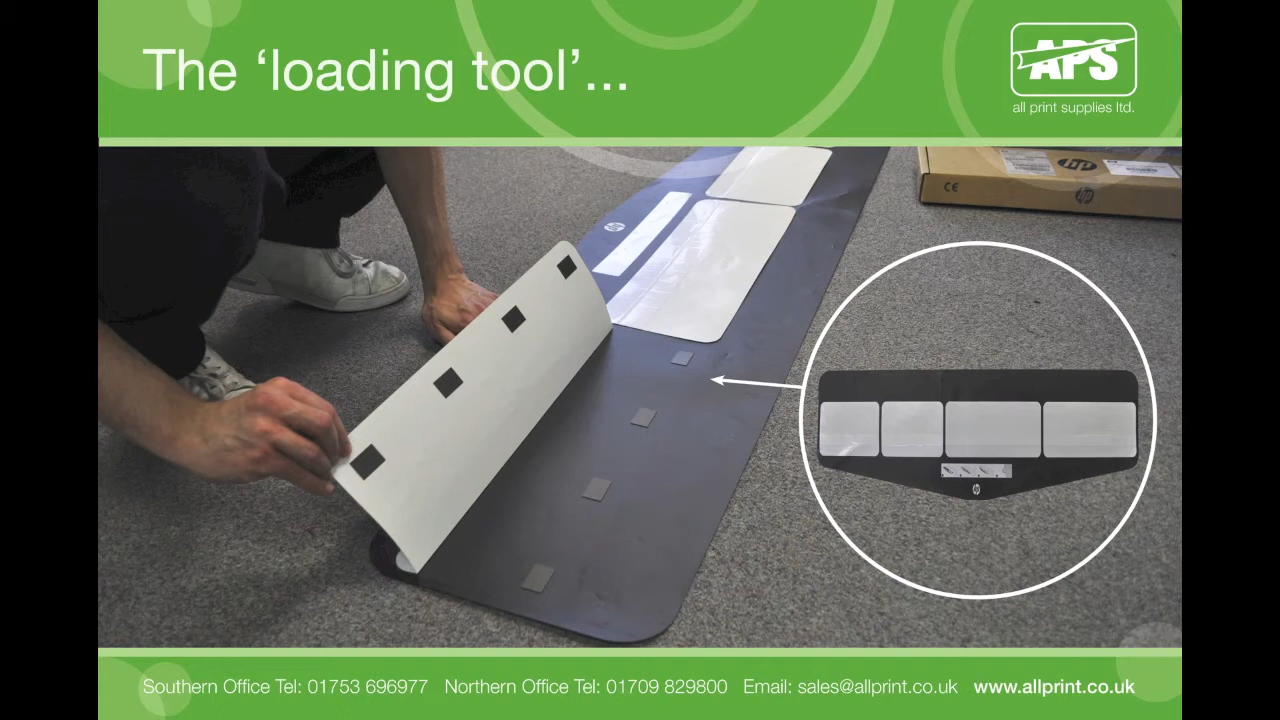 The ‘loading tool’...
APS
all print supplies ltd.
hp
hp
CE
hp
hp
Southern Office Tel: 01753 696977 Northern Office Tel: 01709 829800 Email: sales@allprint.co.uk www.allprint.co.uk